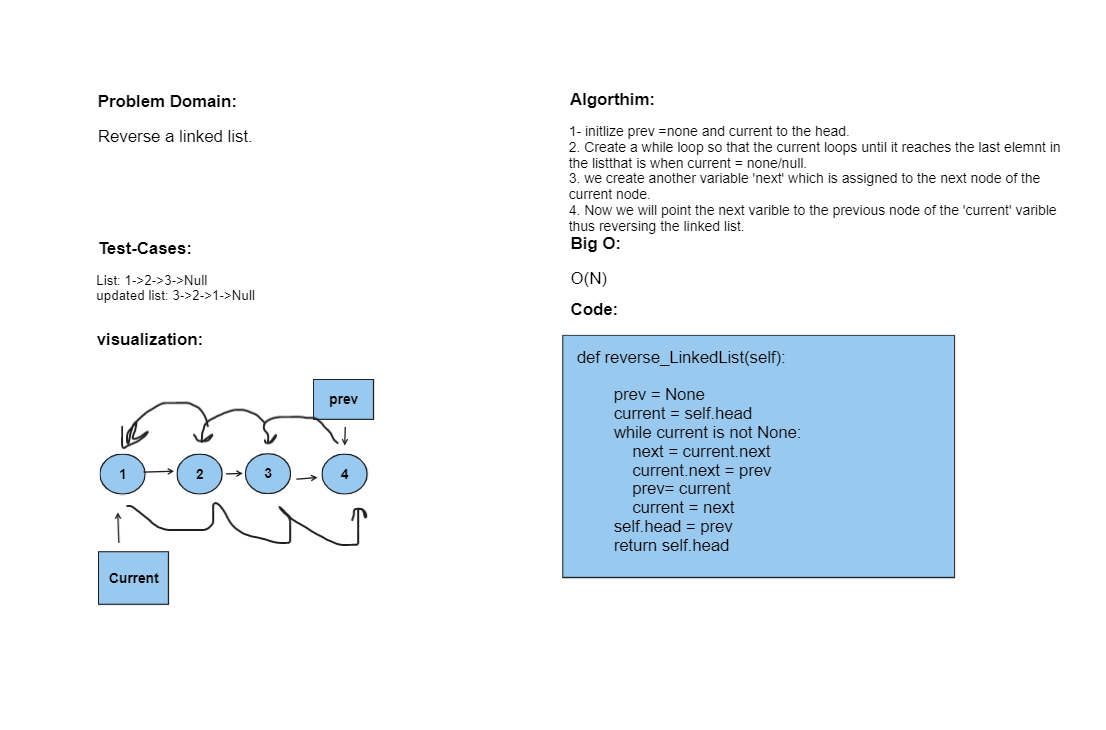 Problem Domain:
Reverse a linked list.
Test-Cases:
List: 1->2->3->Null
updated list: 3->2->1->Null
visualization:
prev
1
2
3
4
Current
Algorthim:
1- initlize prev =none and current to the head.
2. Create a while loop so that the current loops until it reaches the last elemnt in
the listthat is when current = none/null.
3. we create another variable 'next' which is assigned to the next node of the
current node.
4. Now we will point the next varible to the previous node of the 'current' varible
thus reversing the linked list.
Big O:
O(N)
Code:
def reverse_LinkedList(self):
prev = None
current = self.head
while current is not None:
next = current.next
current.next = prev
prev= current
current = next
self.head = prev
return self.head